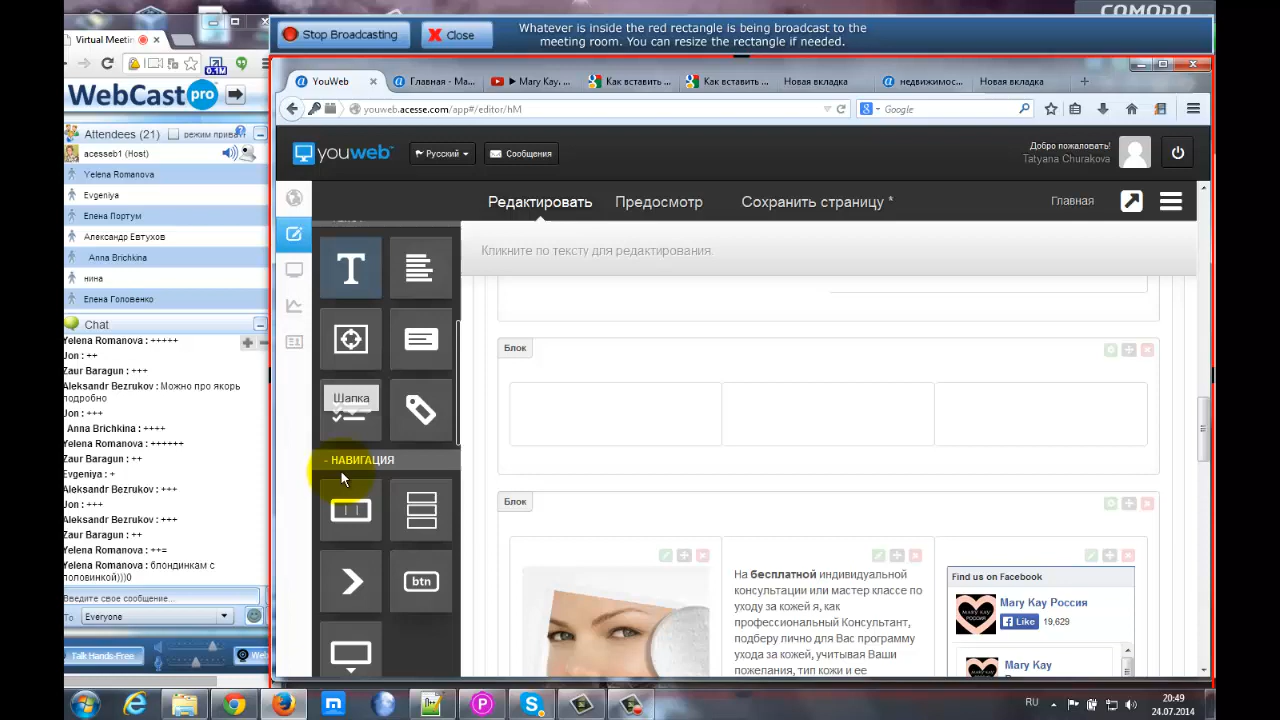 COMODO
Stop Broadcasting
Close
Whatever is inside the red rectangle is being broadcast to the
meeting room. You can resize the rectangle if needed.
Virtual Meeti
0.1M
WebCast pro
Attendees (21)
acesseb1 (Host)
Yelena Romanova
Evgeniya
Елена Портум
Александр Евтухов
Anna Brichkina
нина
Елена Головенко
Chat
Yelena Romanova : +++++
Jon : ++
Zaur Baragun : ++
Aleksandr Bezrukov : Можно про якорь
подробно
Jon : +++
Anna Brichkina : ++++
Yelena Romanova : ++++++
Zaur Baragun : ++
Evgeniya : +
Aleksandr Bezrukov : +++
Jon : ++
Aleksandr Bezrukov : +++
Zaur Baragun : ++
Yelena Romanova : ++=
Yelena Romanova : блондинкам с
половинкой)))0
Введите свое сообщение...
To
Everyone
Talk Hands-Free
YouWeb
Главная - Ma...
Mary Kay, ...
Как вставить ...
Как вставить ...
Новая вкладка
недвижимос...
Новая вкладка
youweb.acesse.com/app#/editor/hM
Google
youweb
Русский
Сообщения
Добро пожаловать!
Tatyana Churakova
Редактировать
Предосмотр
Сохранить страницу *
Главная
Кликните по тексту для редактирования.
T
Шапка
- НАВИГАЦИЯ
btn
Блок
Блок
На бесплатной индивидуальной
консультации или мастер классе по
уходу за кожей я, как
профессиональный Консультант,
подберу лично для Вас программу
ухода за кожей, учитывая Ваши
пожелания, тип кожи и ее
Find us on Facebook
Mary Kay Россия
Like
19,629
Mary Kay
RU
20:49
24.07.2014